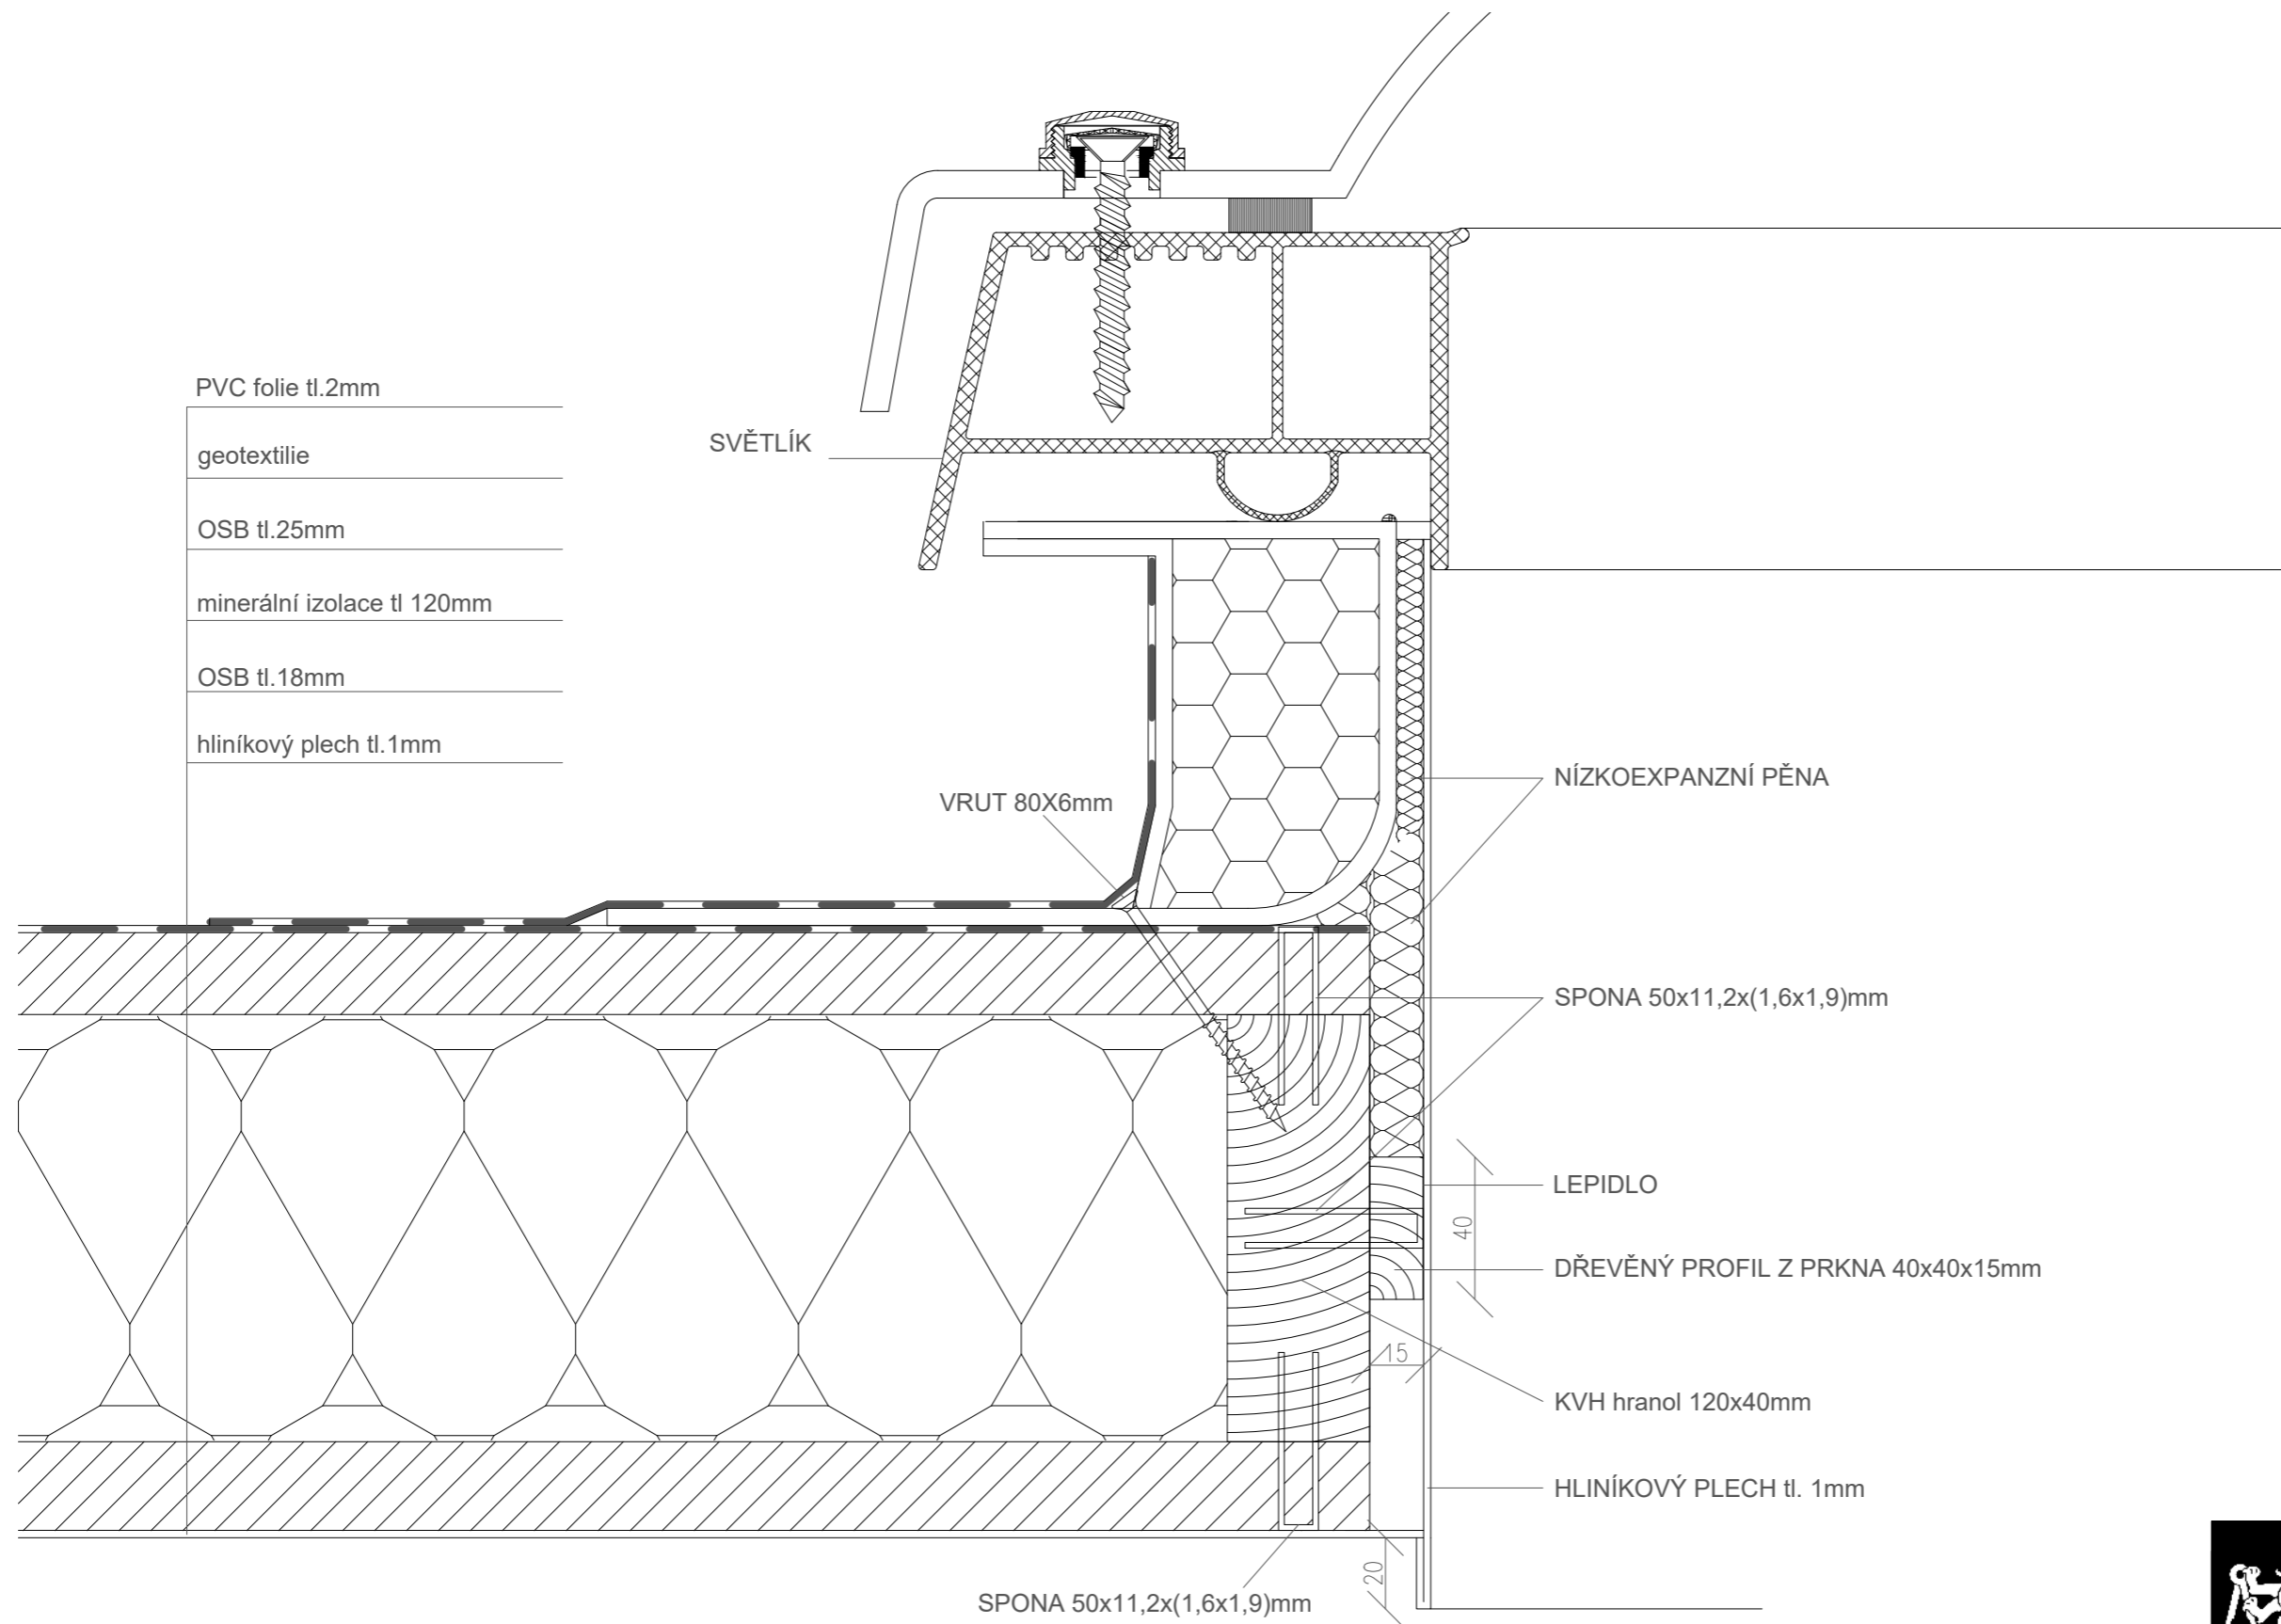 PVC folie tl.2mm
geotextilie
OSB tl.25mm
minerální izolace tl 120mm
OSB tl.18mm
hliníkový plech tl.1mm
SVĚTLÍK
VRUT 80X6mm
NÍZKOEXPANZNÍ PĚNA
SPONA 50x11,2x(1,6x1,9)mm
LEPIDLO
40
DŘEVĚNÝ PROFIL Z PRKNA 40x40x15mm
15
KVH hranol 120x40mm
HLINÍKOVÝ PLECH tl. 1mm
20
SPONA 50x11,2x(1,6x1,9)mm